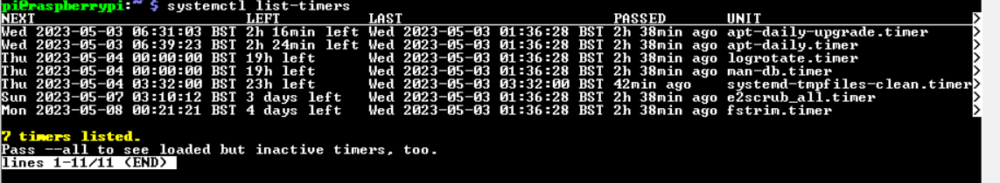 pi@raspberrypi:~ $ systemctl list-timers
NEXT LEFT LAST PASSED UNIT >
Wed 2023-05-03 06:31:03 BST 2h 16min left Wed 2023-05-03 01:36:28 BST 2h 38min ago apt-daily-upgrade.timer >
Wed 2023-05-03 06:39:23 BST 2h 24min left Wed 2023-05-03 01:36:28 BST 2h 38min ago apt-daily.timer >
Thu 2023-05-04 00:00:00 BST 19h left Wed 2023-05-03 01:36:28 BST 2h 38min ago logrotate.timer >
Thu 2023-05-04 00:00:00 BST 19h left Wed 2023-05-03 01:36:28 BST 2h 38min ago man-db.timer >
Thu 2023-05-04 03:32:00 BST 23h left Wed 2023-05-03 03:32:00 BST 42min ago systemd-tmpfiles-clean.timer>
Sun 2023-05-07 03:10:12 BST 3 days left Wed 2023-05-03 01:36:28 BST 2h 38min ago e2scrub_all.timer >
Mon 2023-05-08 00:21:21 BST 4 days left Wed 2023-05-03 01:36:28 BST 2h 38min ago fstrim.timer >
7 timers listed.
Pass --all to see loaded but inactive timers, too.
lines 1-11/11 (END)